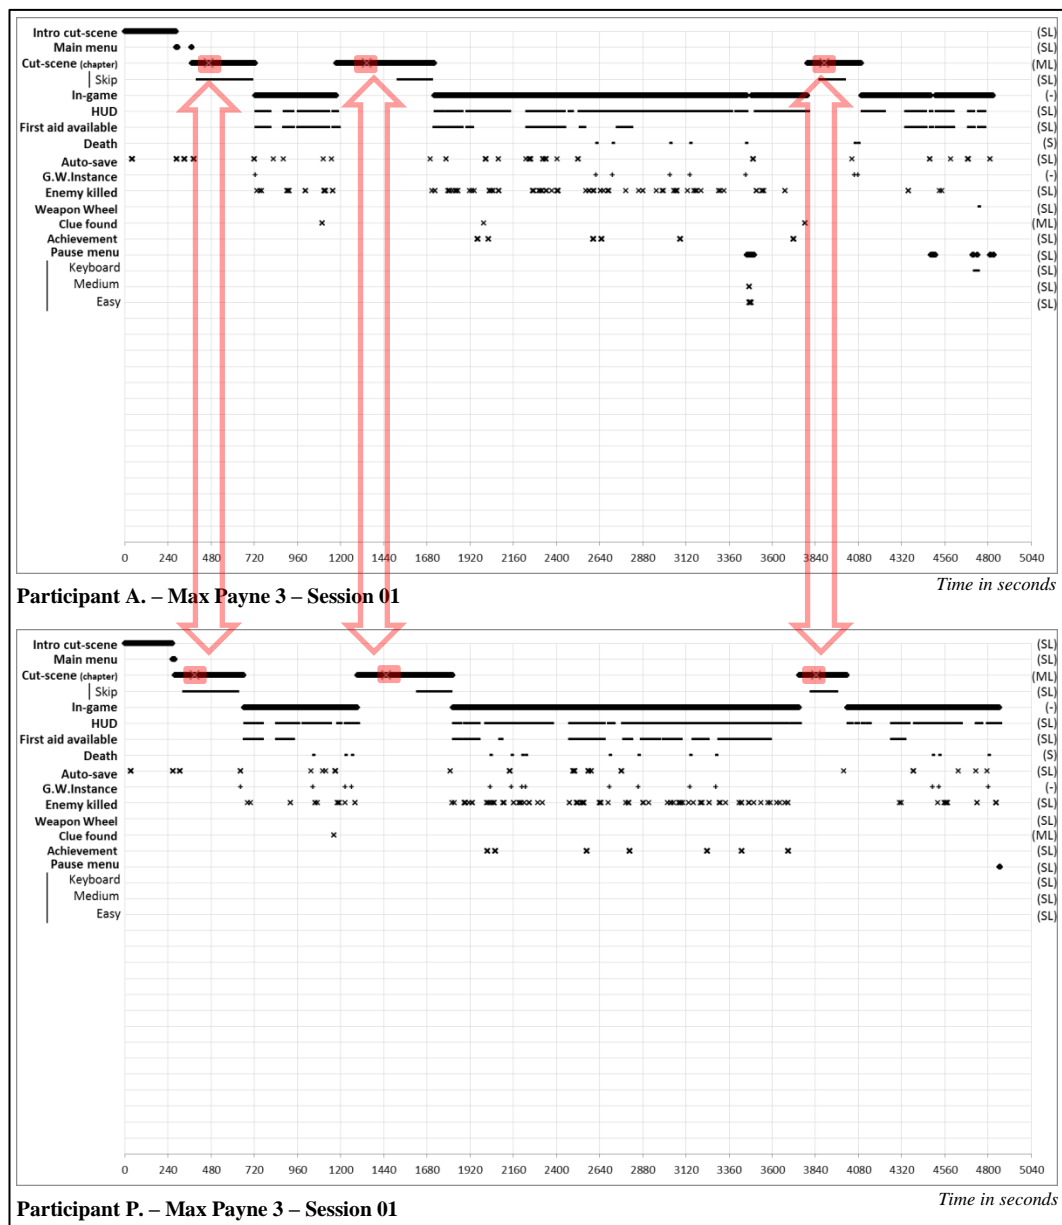 Intro cut-scene (SL)
Main menu (SL)
Cut-scene (chapter) (ML)
Skip (SL)
In-game (-)
HUD (SL)
First aid available (SL)
Death (S)
Auto-save (SL)
G.W.Instance (-)
Enemy killed (SL)
Weapon Wheel (SL)
Clue found (ML)
Achievement (SL)
Pause menu (SL)
Keyboard (SL)
Medium (SL)
Easy (SL)
0 240 480 720 960 1200 1440 1680 1920 2160 2400 2640 2880 3120 3360 3600 3840 4080 4320 4560 4800 5040
Time in seconds
Participant A. – Max Payne 3 – Session 01
Intro cut-scene (SL)
Main menu (SL)
Cut-scene (chapter) (ML)
Skip (SL)
In-game (-)
HUD (SL)
First aid available (SL)
Death (S)
Auto-save (SL)
G.W.Instance (-)
Enemy killed (SL)
Weapon Wheel (SL)
Clue found (ML)
Achievement (SL)
Pause menu (SL)
Keyboard (SL)
Medium (SL)
Easy (SL)
0 240 480 720 960 1200 1440 1680 1920 2160 2400 2640 2880 3120 3360 3600 3840 4080 4320 4560 4800 5040
Time in seconds
Participant P. – Max Payne 3 – Session 01